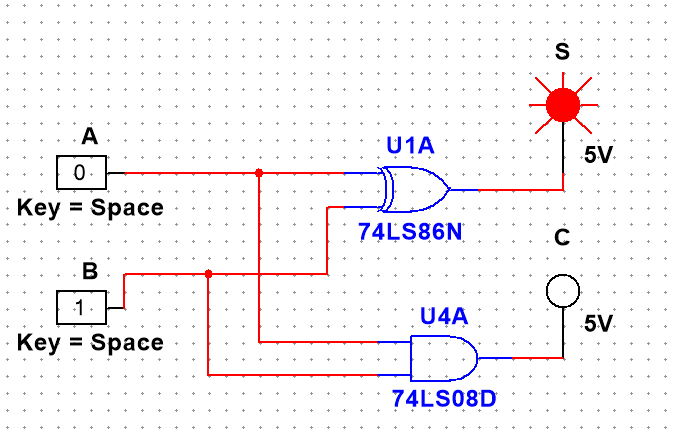 S
A
U1A
5V
0
Key = Space
74LS86N
C
B
1
U4A
5V
Key = Space
74LS08D